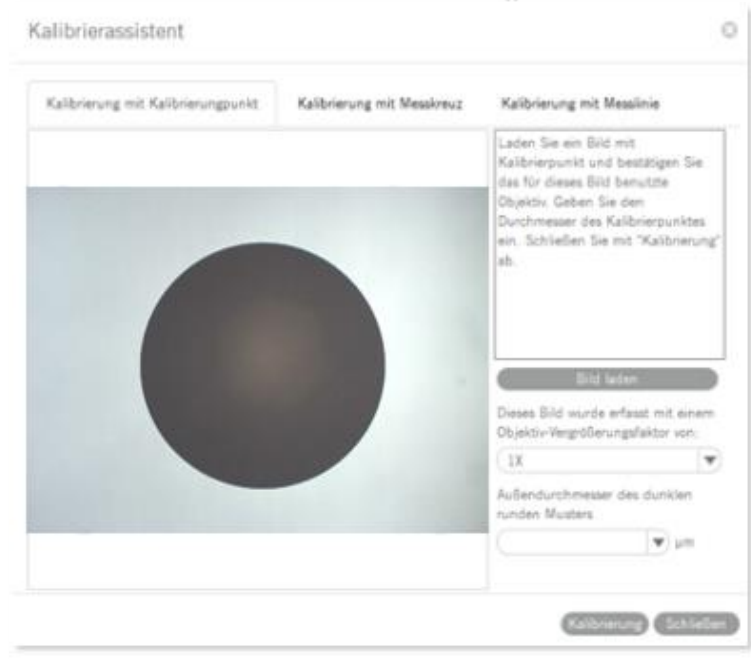 Kalibrierassistent
Kalibrierung mit Kalibrierungpunkt
Kalibrierung mit Messkreuz
Kalibrierung mit Messlinie
Laden Sie ein Bild mit
Kalibrierpunkt und bestätigen Sie
das für dieses Bild benutzte
Objektiv. Geben Sie den
Durchmesser des Kalibrierpunktes
ein. Schließen Sie mit "Kalibrierung"
ab.
Bild laden
Dieses Bild wurde erfasst mit einem
Objektiv-Vergrößerungsfaktor von:
1X
Außendurchmesser des dunklen
runden Musters
µm
Kalibrierung
Schließen